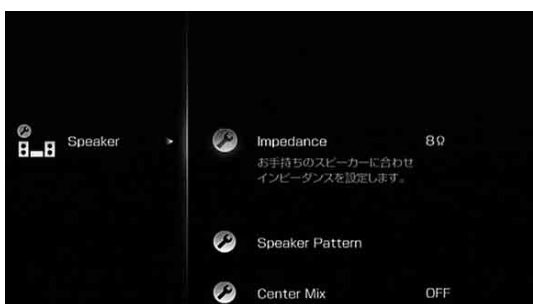 Speaker
Impedance 8Ω
お手持ちのスピーカーに合わせ
インピーダンスを設定します。
Speaker Pattern
Center Mix OFF